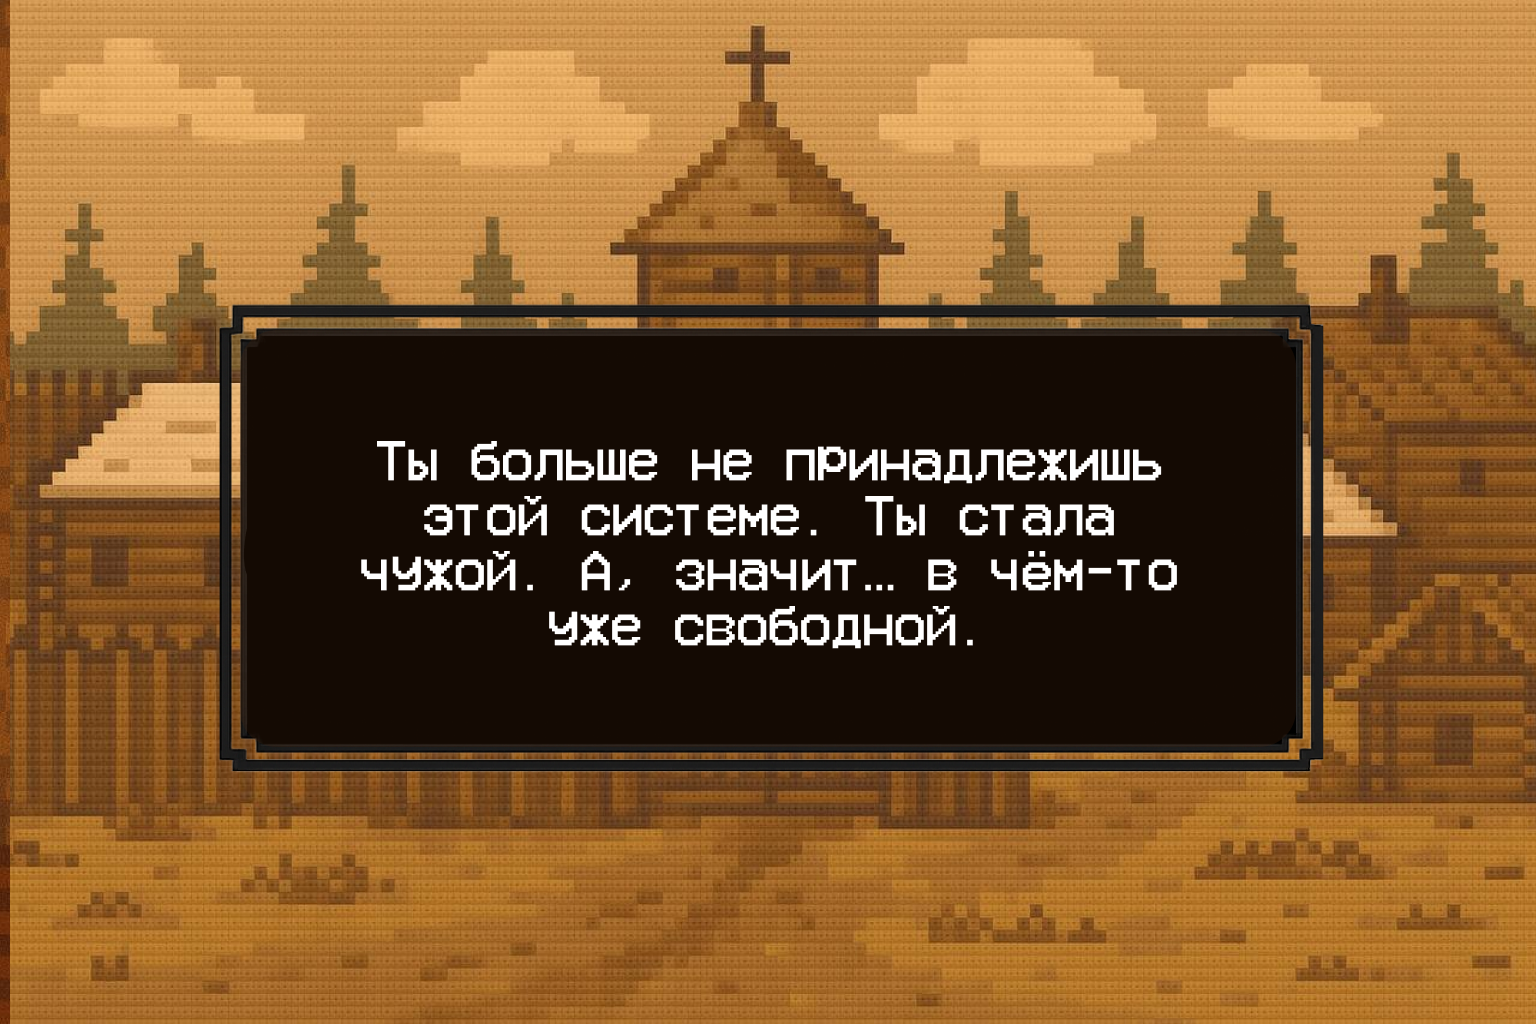 Ты больше не принадлежишь
этой системе. Ты стала
чужой. А, значит… в чём-то
уже свободной.